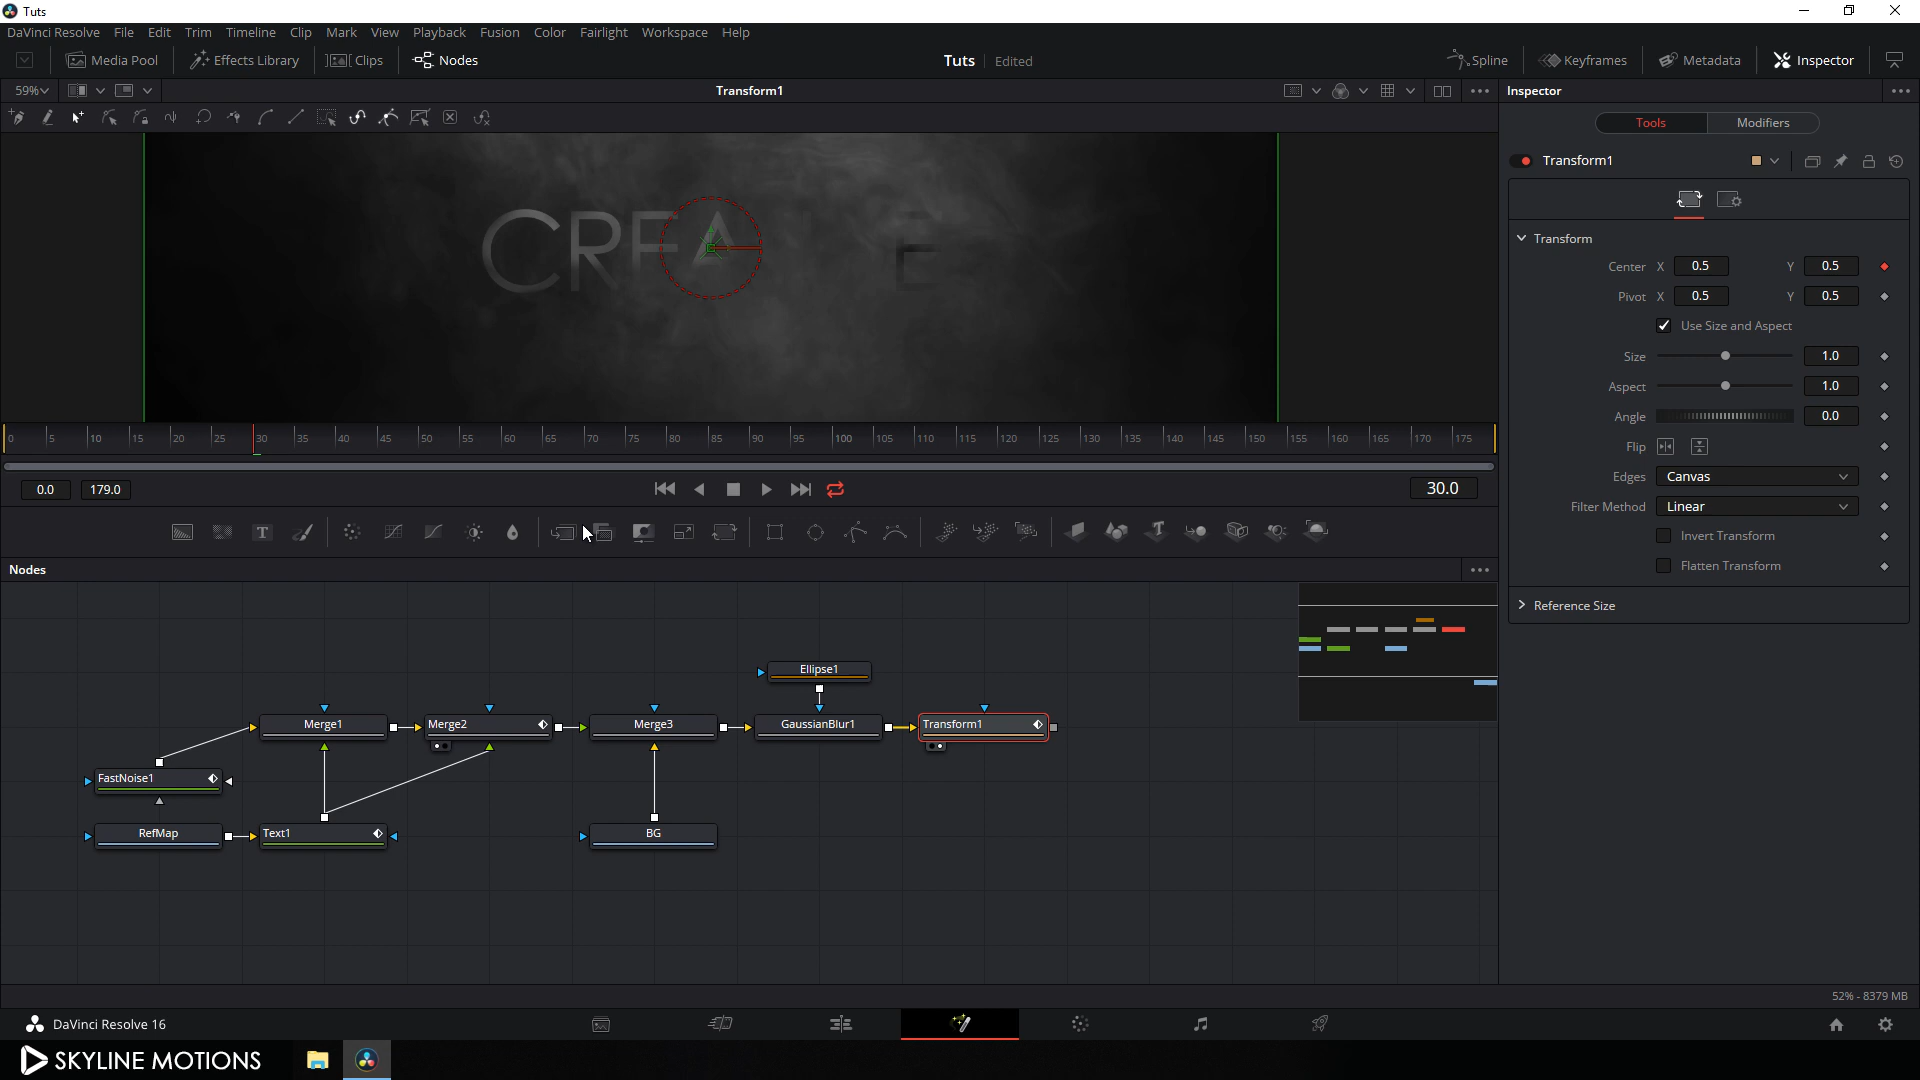 Tuts
DaVinci Resolve File Edit Trim Timeline Clip Mark View Playback Fusion Color Fairlight Workspace Help
Media Pool Effects Library Clips Nodes Tuts Edited Spline Keyframes Metadata Inspector
59% Transform1 Inspector
Tools Modifiers
Transform1
Transform
Center X 0.5 Y 0.5
Pivot X 0.5 Y 0.5
Use Size and Aspect
Size 1.0
Aspect 1.0
Angle 0.0
Flip
Edges Canvas
Filter Method Linear
Invert Transform
Flatten Transform
Reference Size
CREA E
0 5 10 15 20 25 30 35 40 45 50 55 60 65 70 75 80 85 90 95 100 105 110 115 120 125 130 135 140 145 150 155 160 165 170 175
0.0 179.0 30.0
Nodes
Ellipse1
Merge1 Merge2 Merge3 GaussianBlur1 Transform1
FastNoise1
RefMap Text1 BG
52% - 8379 MB
DaVinci Resolve 16
SKYLINE MOTIONS